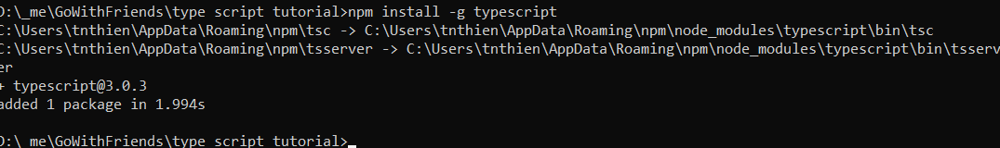 D:\_me\GoWithFriends\type script tutorial>npm install -g typescript
C:\Users\tnthien\AppData\Roaming\npm\tsc -> C:\Users\tnthien\AppData\Roaming\npm\node_modules\typescript\bin\tsc
C:\Users\tnthien\AppData\Roaming\npm\tsserver -> C:\Users\tnthien\AppData\Roaming\npm\node_modules\typescript\bin\tsserv
er
+ typescript@3.0.3
added 1 package in 1.994s
D:\_me\GoWithFriends\type script tutorial>